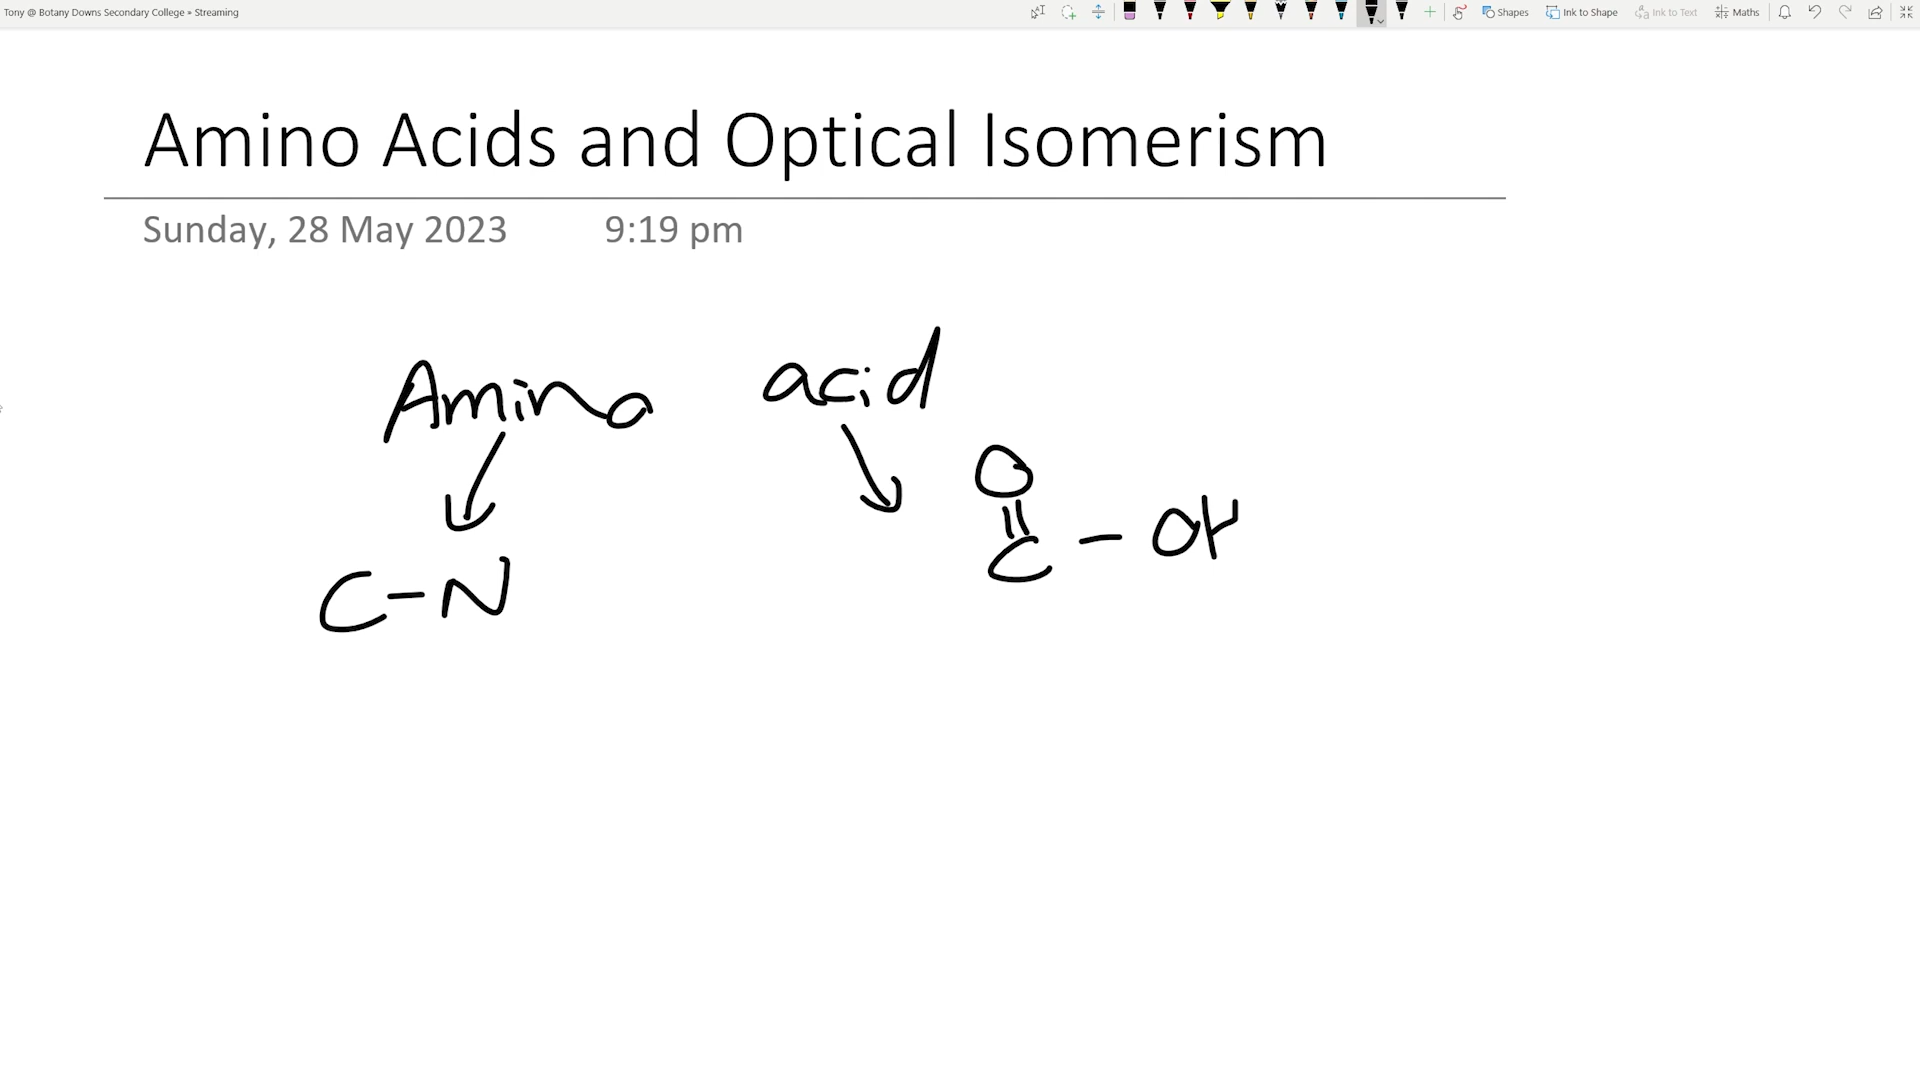 Tony @ Botany Downs Secondary College » Streaming
Shapes Ink to Shape Ink to Text Maths
Amino Acids and Optical Isomerism
Sunday, 28 May 2023 9:19 pm
Amino acid
O
C - OH
C-N